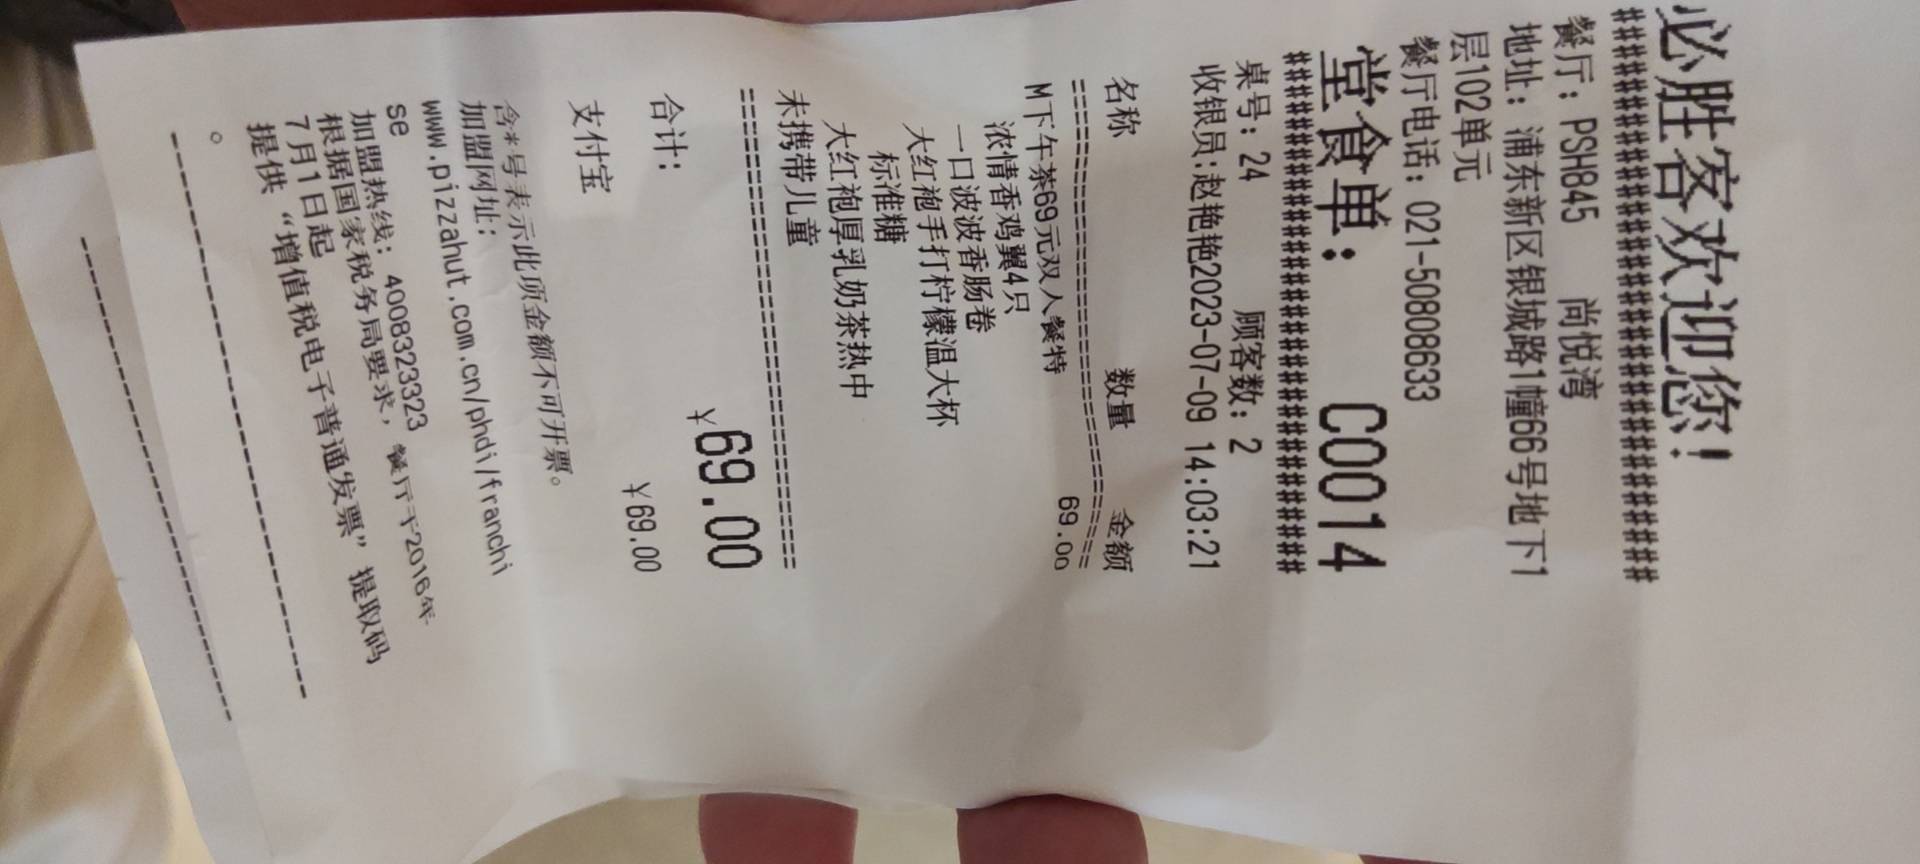 必胜客欢迎您!
####################################
餐厅: PSH845 尚悦湾
地址: 浦东新区银城路1幢66号地下1
层102单元
餐厅电话: 021-50808633
堂食单: C0014
####################################
桌号: 24 顾客数: 2
收银员:赵艳艳2023-07-09 14:03:21
名称 数量 金额
====================================
M下午茶69元双人餐特 69.00
浓情香鸡翼4只
一口波波香肠卷
大红袍手打柠檬温大杯
标准糖
大红袍厚乳奶茶热中
未携带儿童
====================================
¥69.00
合计: ¥69.00
支付宝
含*号表示此项金额不可开票。
加盟网址:
www.pizzahut.com.cn/phdi/franchi
se
加盟热线: 4008323323
根据国家税务局要求, 餐厅于2016年
7月1日起
提供 “增值税电子普通发票” 提取码
。
------------------------------------
------------------------------------